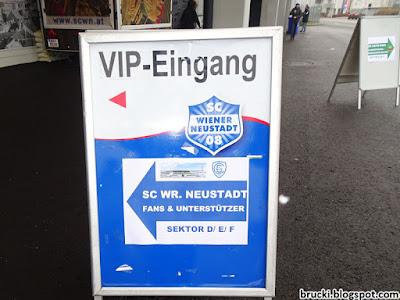 www.scwn.at
VIP-Eingang
SC
WIENER
NEUSTADT
08
SC WR. NEUSTADT
FANS & UNTERSTÜTZER
SEKTOR D/ E/ F
brucki.blogspot.com